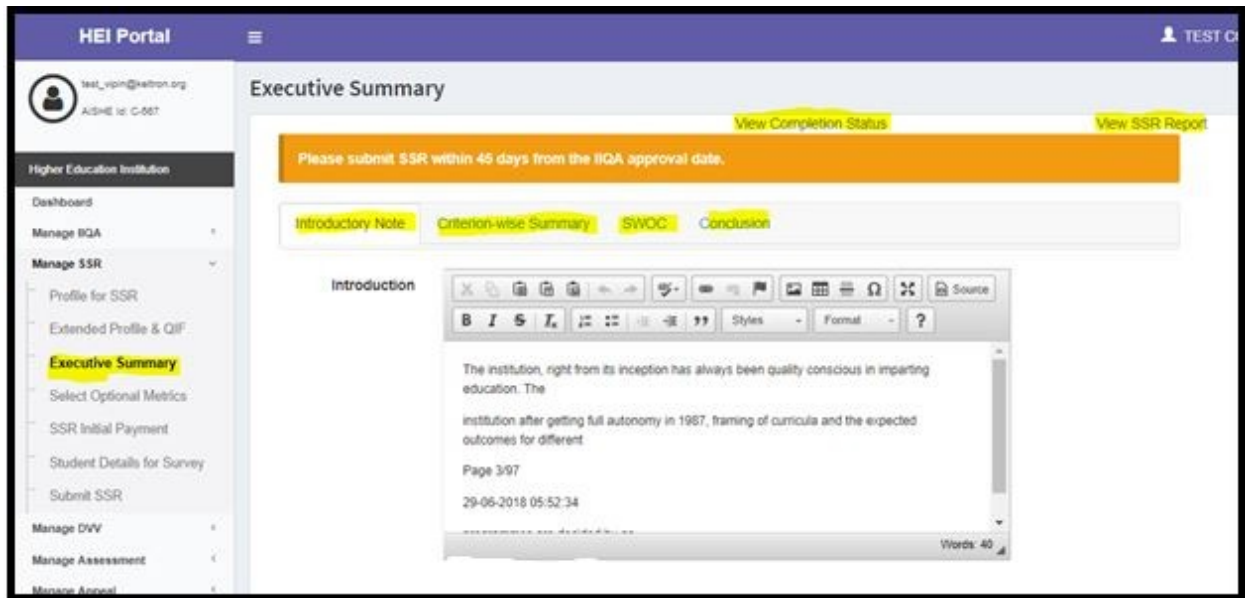 HEI Portal
TEST C
test_vipin@keltron.org
AISHE Id: C-567
Executive Summary
View Completion Status
View SSR Report
Please submit SSR within 45 days from the IIQA approval date.
Higher Education Institution
Dashboard
Manage IIQA
Manage SSR
Profile for SSR
Extended Profile & QIF
Executive Summary
Select Optional Metrics
SSR Initial Payment
Student Details for Survey
Submit SSR
Manage DVV
Manage Assessment
Manage Appeal
Introductory Note
Criterion-wise Summary
SWOC
Conclusion
Introduction
Source
Styles
Format
The institution, right from its inception has always been quality conscious in imparting
education. The
institution after getting full autonomy in 1987, framing of curricula and the expected
outcomes for different
Page 3/97
29-06-2018 05:52:34
Words: 40